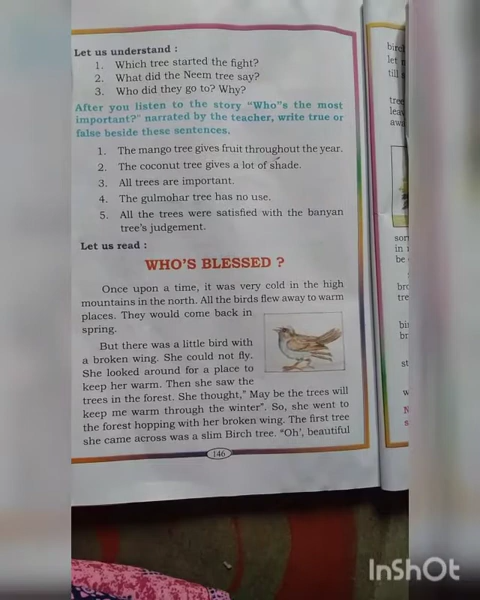 Let us understand :
1. Which tree started the fight?
2. What did the Neem tree say?
3. Who did they go to? Why?
After you listen to the story "Who"s the most
important?" narrated by the teacher, write true or
false beside these sentences.
1. The mango tree gives fruit throughout the year.
2. The coconut tree gives a lot of shade.
3. All trees are important.
4. The gulmohar tree has no use.
5. All the trees were satisfied with the banyan
tree's judgement.
Let us read :
WHO'S BLESSED ?
Once upon a time, it was very cold in the high
mountains in the north. All the birds flew away to warm
places. They would come back in
spring.
But there was a little bird with
a broken wing. She could not fly.
She looked around for a place to
keep her warm. Then she saw the
trees in the forest. She thought," May be the trees will
keep me warm through the winter". So, she went to
the forest hopping with her broken wing. The first tree
she came across was a slim Birch tree. "Oh', beautiful
146
InShOt